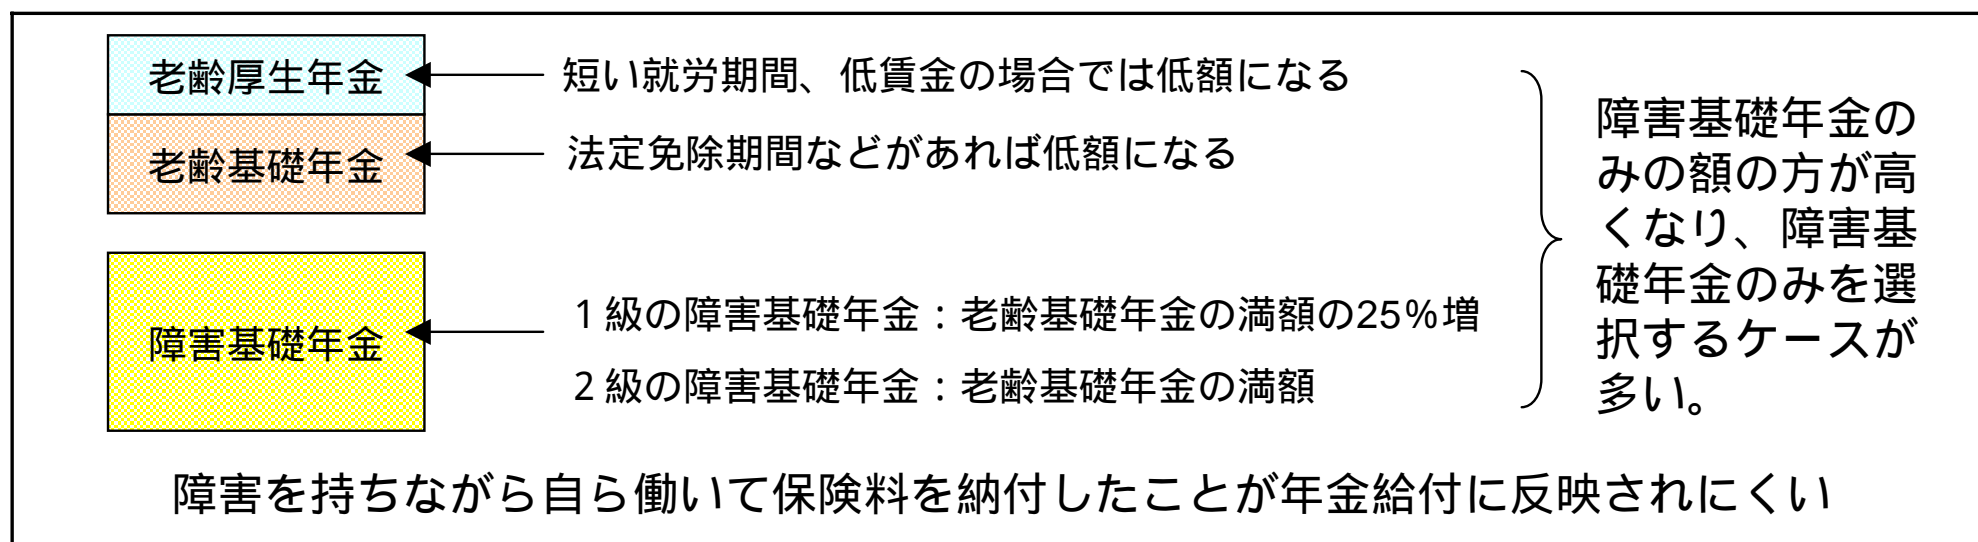 老齢厚生年金
短い就労期間、低賃金の場合では低額になる
老齢基礎年金
法定免除期間などがあれば低額になる
障害基礎年金
1級の障害基礎年金:老齢基礎年金の満額の25%増
2級の障害基礎年金:老齢基礎年金の満額
障害基礎年金の
みの額の方が高
くなり、障害基
礎年金のみを選
択するケースが
多い。
障害を持ちながら自ら働いて保険料を納付したことが年金給付に反映されにくい